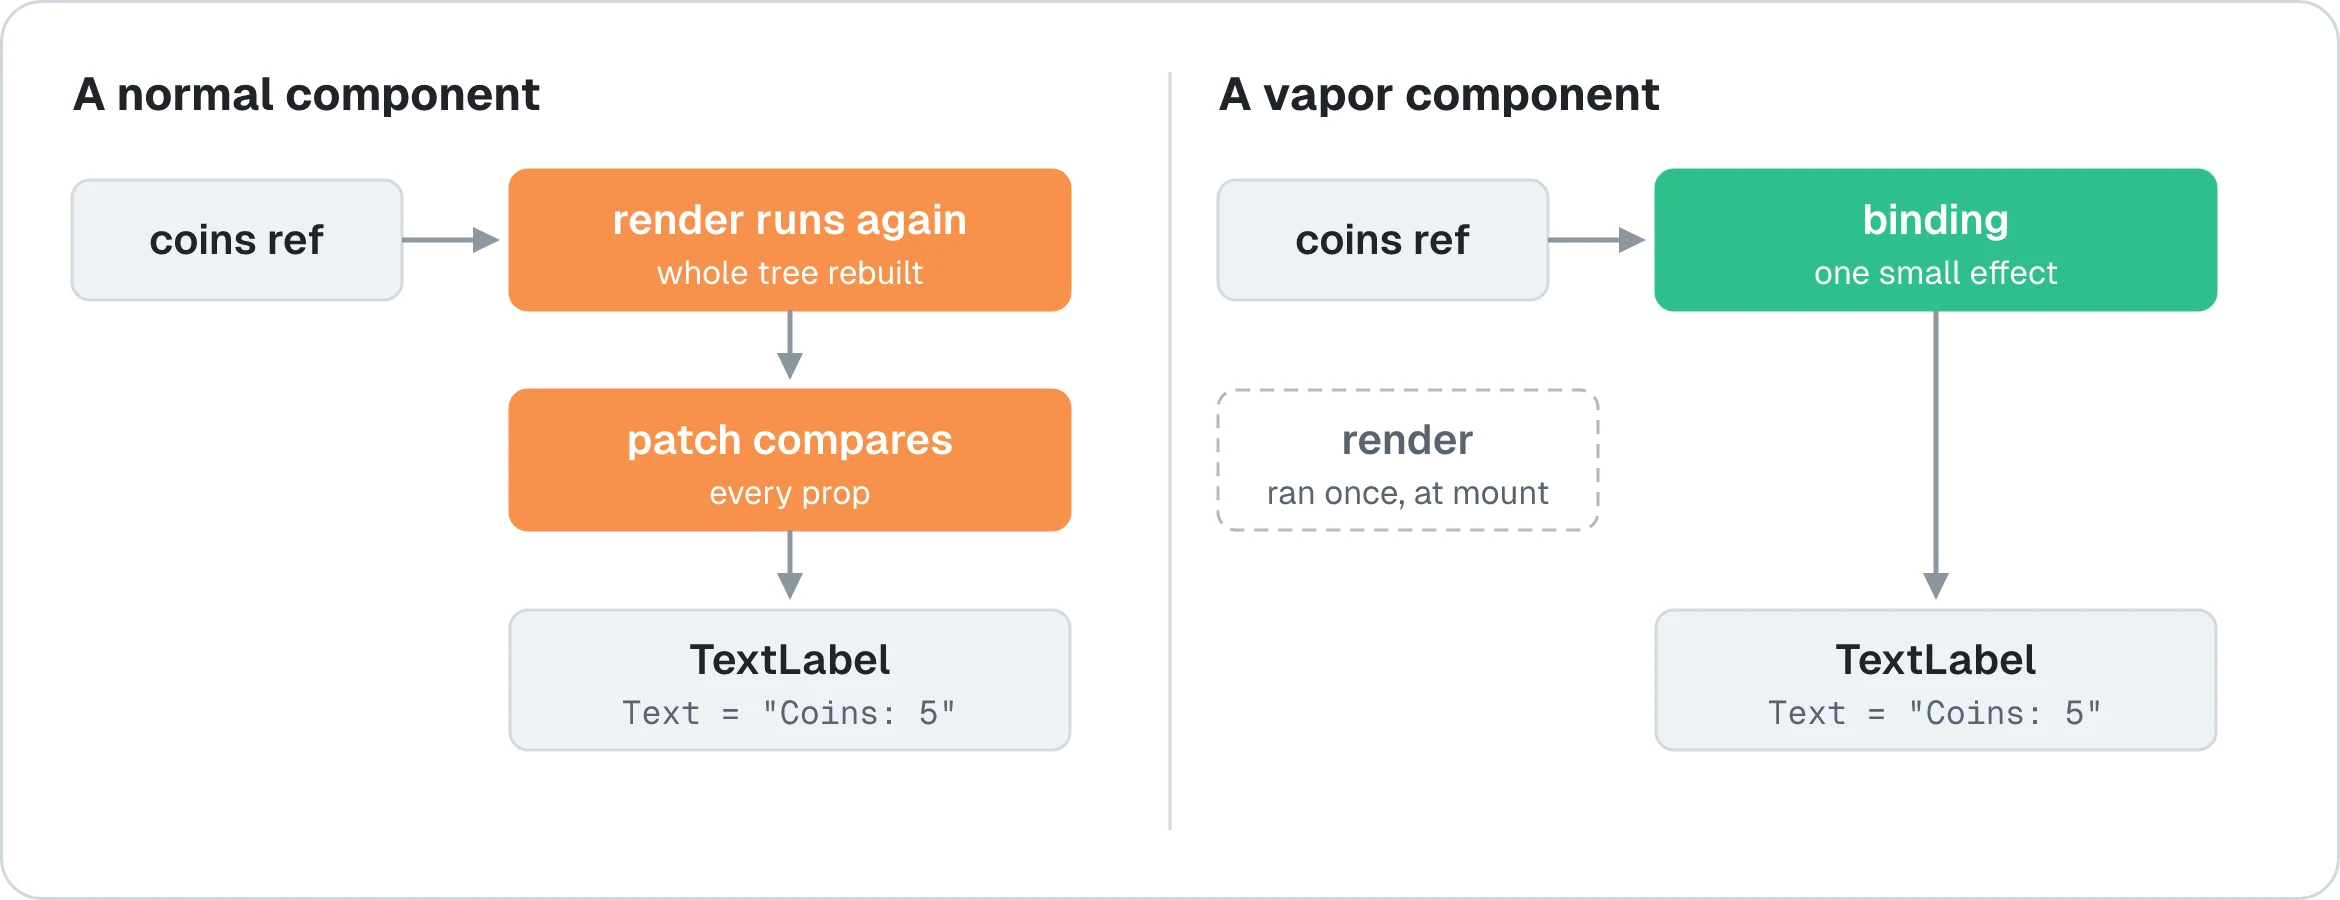 A normal component
coins ref
render runs again
whole tree rebuilt
patch compares
every prop
TextLabel
Text = "Coins: 5"
A vapor component
coins ref
binding
one small effect
render
ran once, at mount
TextLabel
Text = "Coins: 5"